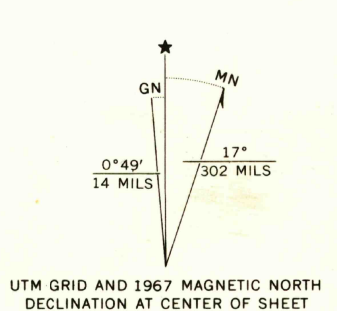 MN
GN
0°49'
14 MILS
17°
302 MILS
UTM GRID AND 1967 MAGNETIC NORTH
DECLINATION AT CENTER OF SHEET